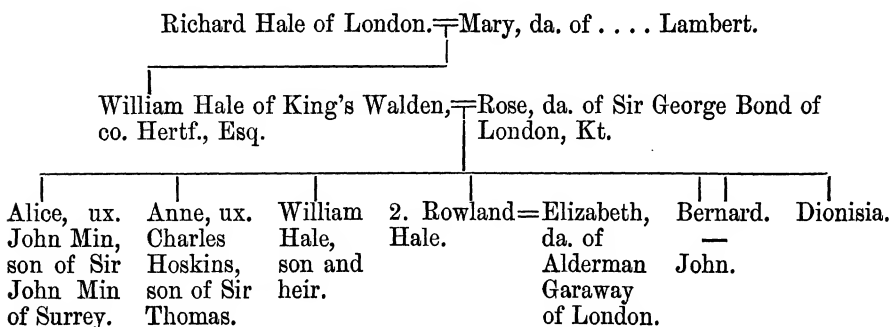 Richard Hale of London.=Mary, da. of .... Lambert.
William Hale of King's Walden,=Rose, da. of Sir George Bond of
co. Hertf., Esq. London, Kt.
Alice, ux.
John Min,
son of Sir
John Min
of Surrey.
Anne, ux.
Charles
Hoskins,
son of Sir
Thomas.
William
Hale,
son and
heir.
2. Rowland=Elizabeth,
Hale. da. of
Alderman
Garaway
of London.
Bernard.
—
John.
Dionisia.